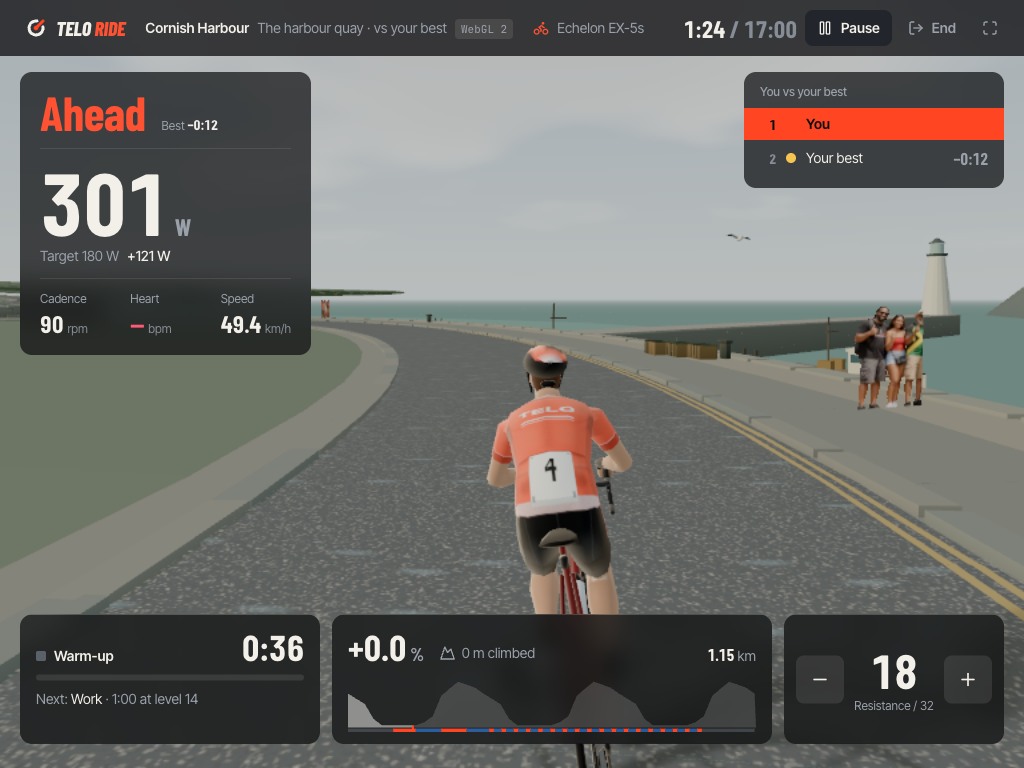 TELO RIDE Cornish Harbour The harbour quay · vs your best WebGL 2 Echelon EX-5s 1:24 / 17:00 Pause End
Ahead Best −0:12
301 W
Target 180 W +121 W
Cadence Heart Speed
90 rpm – bpm 49.4 km/h
You vs your best
1 You
2 Your best −0:12
TELO
4
Warm-up 0:36
Next: Work · 1:00 at level 14
+0.0 % 0 m climbed 1.15 km
− 18 +
Resistance / 32